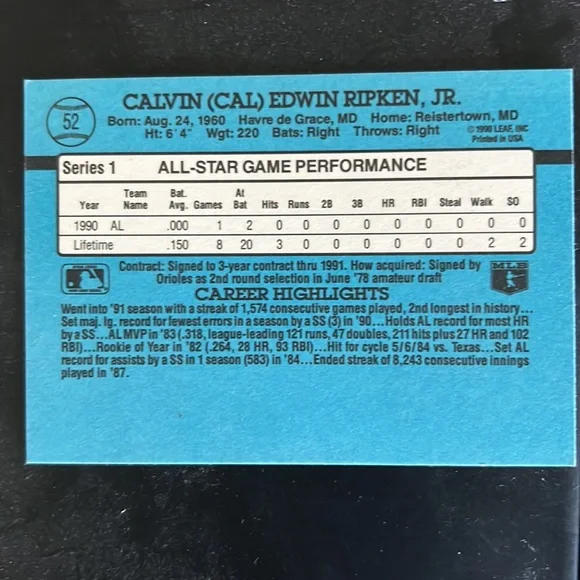 52
CALVIN (CAL) EDWIN RIPKEN, JR.
Born: Aug. 24, 1960 Havre de Grace, MD Home: Reistertown, MD
Ht: 6'4" Wgt: 220 Bats: Right Throws: Right
© 1990 LEAF, INC
Printed in USA
Series 1 ALL-STAR GAME PERFORMANCE
Year Team Name Bat. Avg. Games At Bat Hits Runs 2B 3B HR RBI Steal Walk SO
1990 AL .000 1 2 0 0 0 0 0 0 0 0 0
Lifetime .150 8 20 3 0 0 0 0 0 0 2 2
Contract: Signed to 3-year contract thru 1991. How acquired: Signed by
Orioles as 2nd round selection in June '78 amateur draft
MLB
CAREER HIGHLIGHTS
Went into '91 season with a streak of 1,574 consecutive games played, 2nd longest in history...
Set maj. lg. record for fewest errors in a season by a SS (3) in '90...Holds AL record for most HR
by a SS...AL MVP in '83 (.318, league-leading 121 runs, 47 doubles, 211 hits plus 27 HR and 102
RBI)...Rookie of Year in '82 (.264, 28 HR, 93 RBI)...Hit for cycle 5/6/84 vs. Texas...Set AL
record for assists by a SS in 1 season (583) in '84...Ended streak of 8,243 consecutive innings
played in '87.